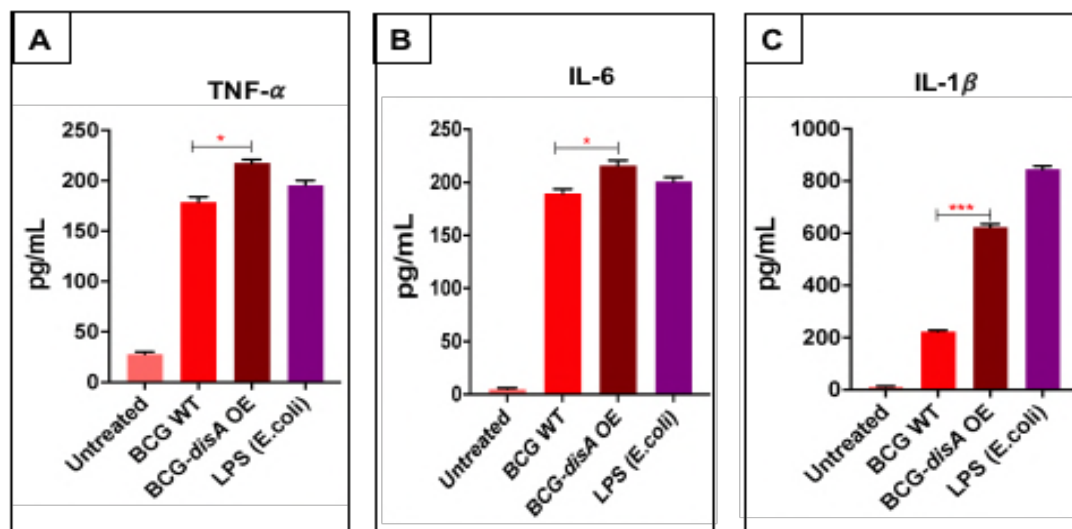 A
TNF-α
250
200
150
100
50
0
pg/mL
*
Untreated
BCG WT
BCG-disA OE
LPS (E.coli)
B
IL-6
250
200
150
100
50
0
pg/mL
*
Untreated
BCG WT
BCG-disA OE
LPS (E.coli)
C
IL-1β
1000
800
600
400
200
0
pg/mL
***
Untreated
BCG WT
BCG-disA OE
LPS (E.coli)